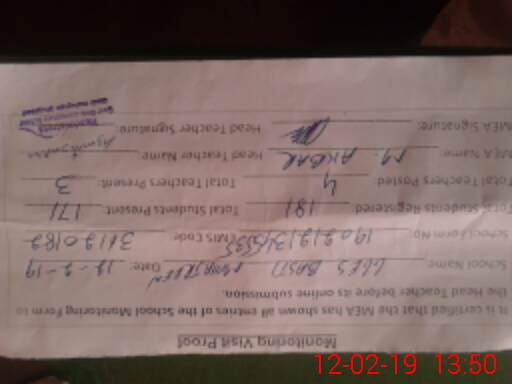 Monitoring Visit Proof
It is certified that the MEA has shown all entries of the School Monitoring Form to
the Head Teacher before its online submission.
School Name: GGES BASTI Date: 12-2-19
School Form No: EMIS Code: 31120182
Total Students Registered: 181 Total Students Present: 171
Total Teachers Posted: 4 Total Teachers Present: 3
MEA Name: M. AKBAR Head Teacher Name:
MEA Signature: Head Teacher Signature:
12-02-19 13:50